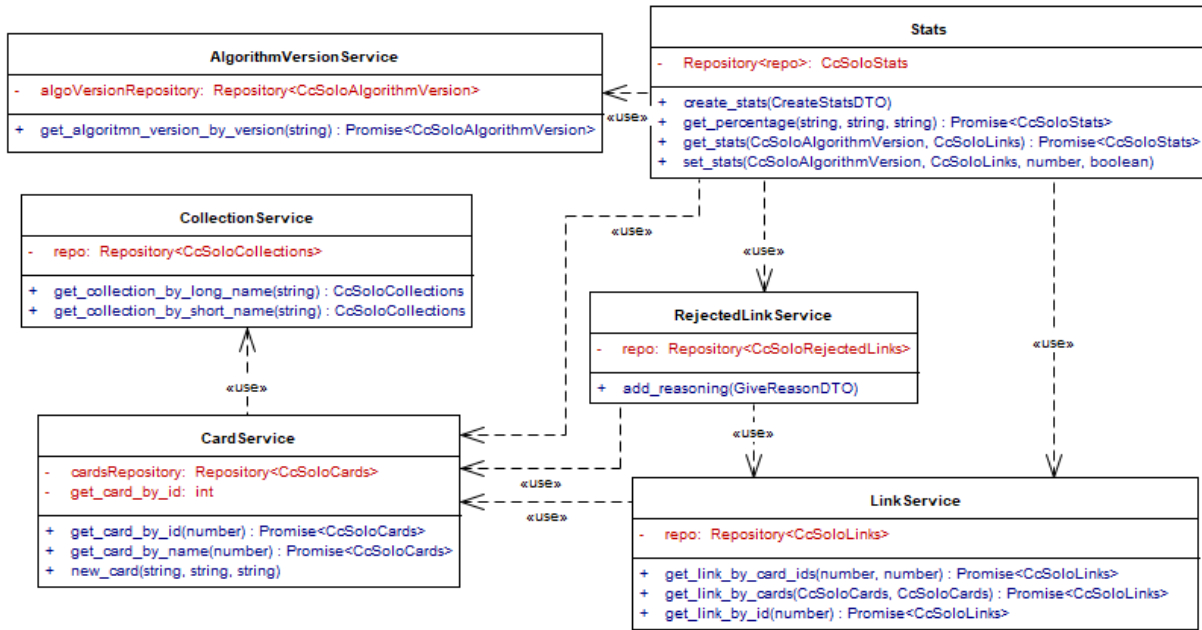 AlgorithmVersionService
- algoVersionRepository: Repository<CcSoloAlgorithmVersion>
+ get_algoritmn_version_by_version(string) : Promise<CcSoloAlgorithmVersion>
Stats
- Repository<repo>: CcSoloStats
+ create_stats(CreateStatsDTO)
+ get_percentage(string, string, string) : Promise<CcSoloStats>
+ get_stats(CcSoloAlgorithmVersion, CcSoloLinks) : Promise<CcSoloStats>
+ set_stats(CcSoloAlgorithmVersion, CcSoloLinks, number, boolean)
«use»
CollectionService
- repo: Repository<CcSoloCollections>
+ get_collection_by_long_name(string) : CcSoloCollections
+ get_collection_by_short_name(string) : CcSoloCollections
«use»
«use»
«use»
RejectedLinkService
- repo: Repository<CcSoloRejectedLinks>
+ add_reasoning(GiveReasonDTO)
«use»
«use»
CardService
- cardsRepository: Repository<CcSoloCards>
- get_card_by_id: int
+ get_card_by_id(number) : Promise<CcSoloCards>
+ get_card_by_name(number) : Promise<CcSoloCards>
+ new_card(string, string, string)
«use»
«use»
LinkService
- repo: Repository<CcSoloLinks>
+ get_link_by_card_ids(number, number) : Promise<CcSoloLinks>
+ get_link_by_cards(CcSoloCards, CcSoloCards) : Promise<CcSoloLinks>
+ get_link_by_id(number) : Promise<CcSoloLinks>